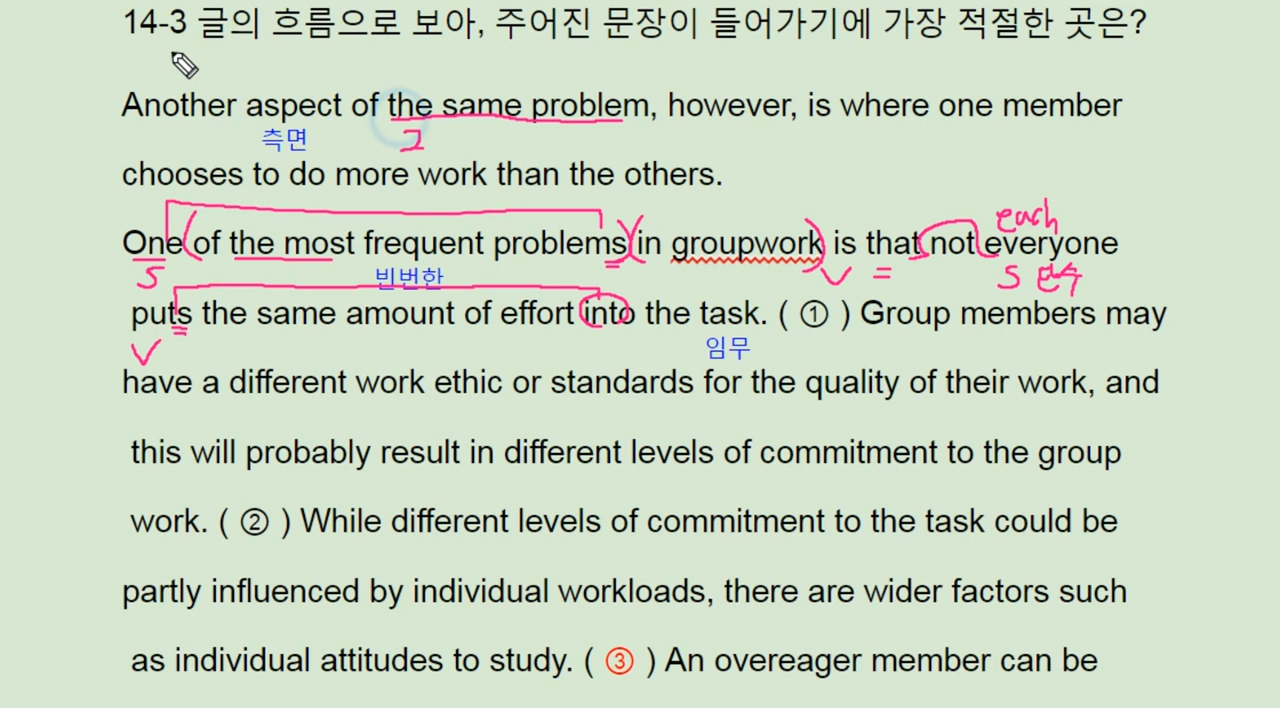 14-3 글의 흐름으로 보아, 주어진 문장이 들어가기에 가장 적절한 곳은?
Another aspect of the same problem, however, is where one member
측면
chooses to do more work than the others.
each
One of the most frequent problems in groupwork is that not everyone
S 빈번한 V = S 단수
puts the same amount of effort into the task. ( ① ) Group members may
V 임무
have a different work ethic or standards for the quality of their work, and
this will probably result in different levels of commitment to the group
work. ( ② ) While different levels of commitment to the task could be
partly influenced by individual workloads, there are wider factors such
as individual attitudes to study. ( ③ ) An overeager member can be